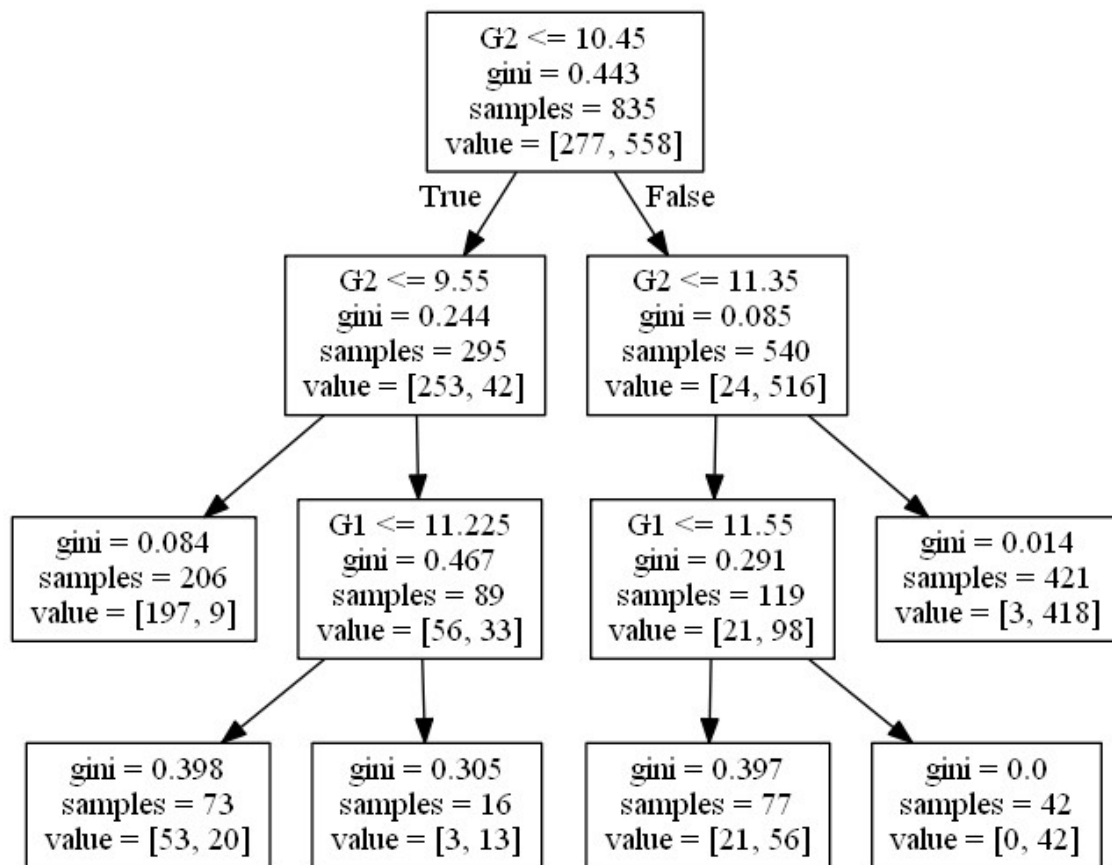 G2 <= 10.45
gini = 0.443
samples = 835
value = [277, 558]
True
False
G2 <= 9.55
gini = 0.244
samples = 295
value = [253, 42]
G2 <= 11.35
gini = 0.085
samples = 540
value = [24, 516]
gini = 0.084
samples = 206
value = [197, 9]
G1 <= 11.225
gini = 0.467
samples = 89
value = [56, 33]
G1 <= 11.55
gini = 0.291
samples = 119
value = [21, 98]
gini = 0.014
samples = 421
value = [3, 418]
gini = 0.398
samples = 73
value = [53, 20]
gini = 0.305
samples = 16
value = [3, 13]
gini = 0.397
samples = 77
value = [21, 56]
gini = 0.0
samples = 42
value = [0, 42]